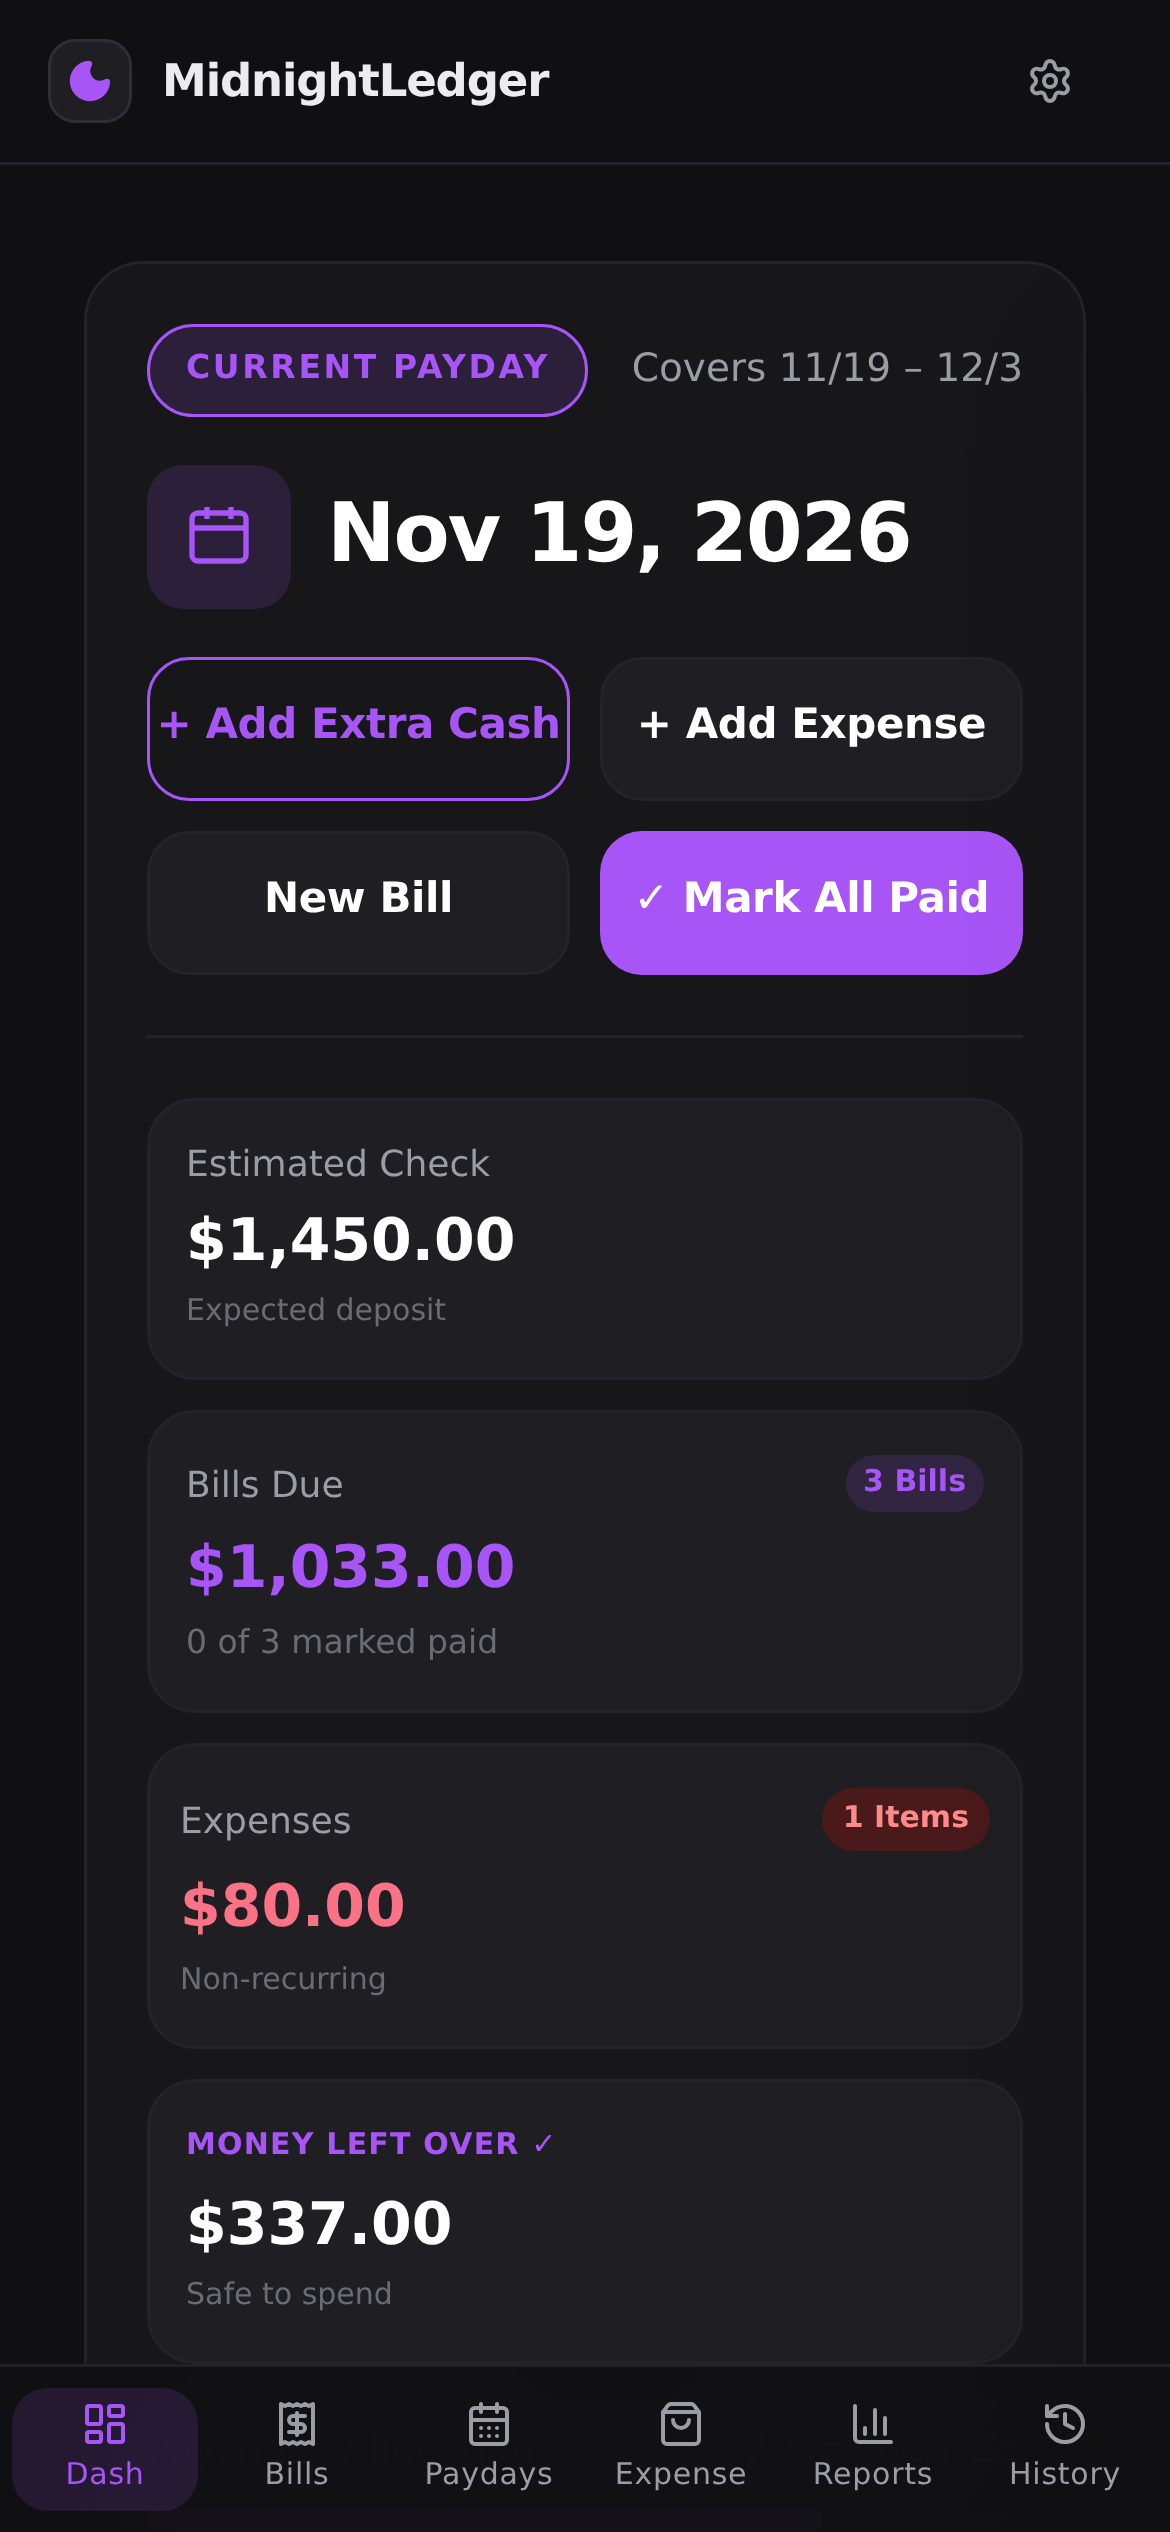 MidnightLedger
CURRENT PAYDAY
Covers 11/19 – 12/3
Nov 19, 2026
+ Add Extra Cash
+ Add Expense
New Bill
✓ Mark All Paid
Estimated Check
$1,450.00
Expected deposit
Bills Due
3 Bills
$1,033.00
0 of 3 marked paid
Expenses
1 Items
$80.00
Non-recurring
MONEY LEFT OVER ✓
$337.00
Safe to spend
Dash
Bills
Paydays
Expense
Reports
History